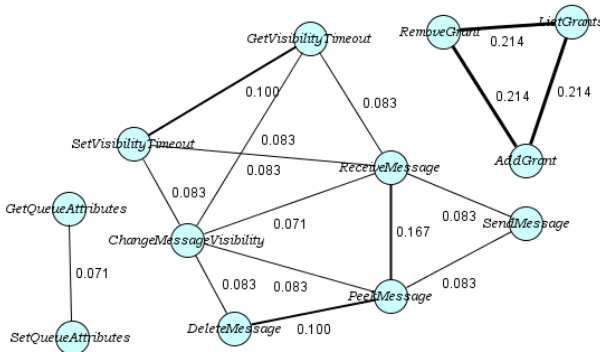 ListGrants
RemoveGrant
0.214
GetVisibilityTimeout
0.100
0.083
0.214
0.214
SetVisibilityTimeout
0.083
0.083
ReceiveMessage
AddGrant
0.083
GetQueueAttributes
0.083
SendMessage
0.071
0.167
ChangeMessageVisibility
0.071
0.083
0.083
0.083
PeekMessage
SetQueueAttributes
DeleteMessage
0.100